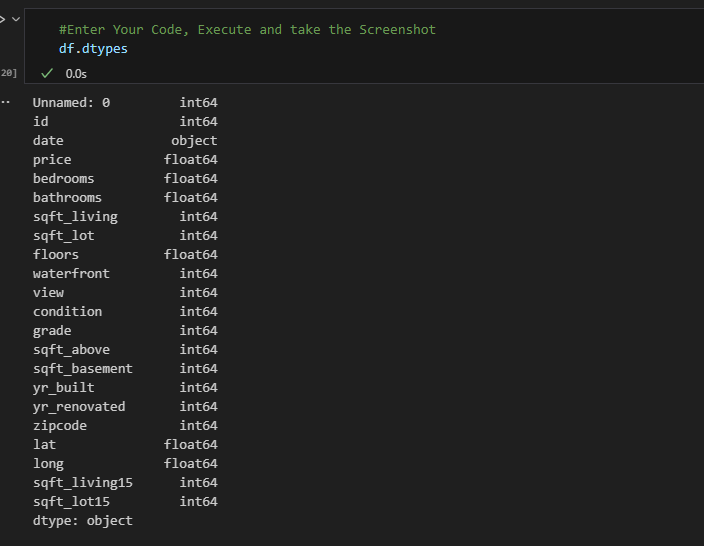 #Enter Your Code, Execute and take the Screenshot
df.dtypes
20]
0.0s
Unnamed: 0 int64
id int64
date object
price float64
bedrooms float64
bathrooms float64
sqft_living int64
sqft_lot int64
floors float64
waterfront int64
view int64
condition int64
grade int64
sqft_above int64
sqft_basement int64
yr_built int64
yr_renovated int64
zipcode int64
lat float64
long float64
sqft_living15 int64
sqft_lot15 int64
dtype: object